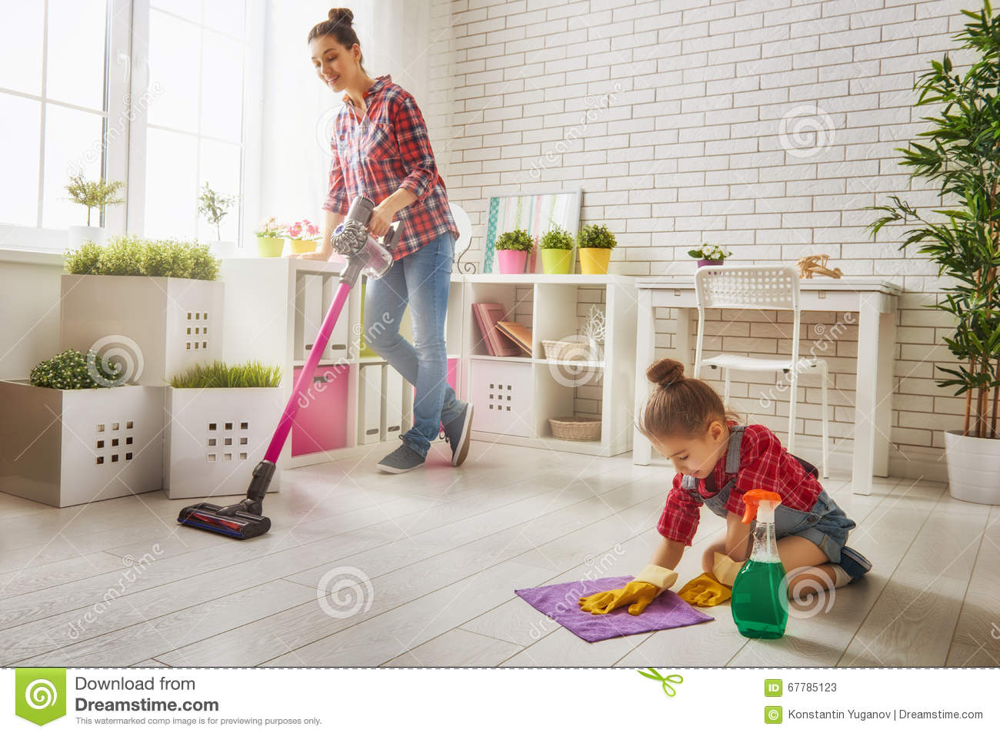 Download from
Dreamstime.com
This watermarked comp image is for previewing purposes only.
ID 67785123
© Konstantin Yuganov | Dreamstime.com